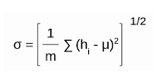 σ = [ 1/m ∑ (hᵢ - μ)² ]^1/2